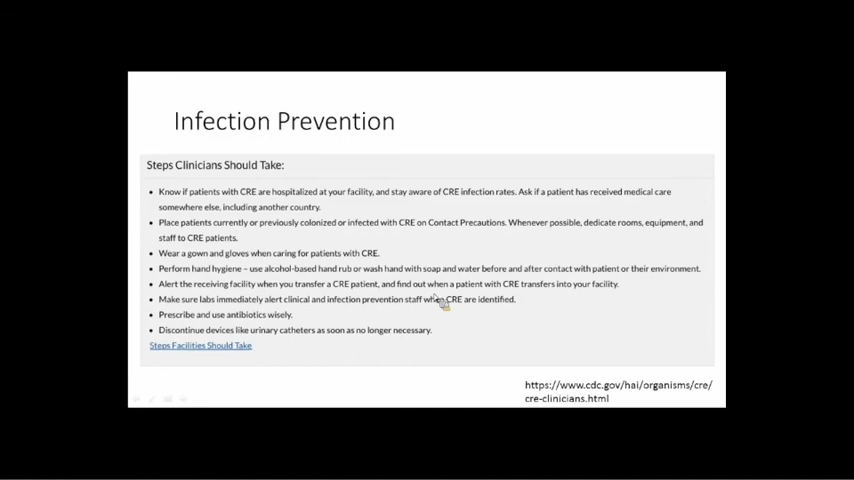 Infection Prevention
Steps Clinicians Should Take:
• Know if patients with CRE are hospitalized at your facility, and stay aware of CRE infection rates. Ask if a patient has received medical care
somewhere else, including another country.
• Place patients currently or previously colonized or infected with CRE on Contact Precautions. Whenever possible, dedicate rooms, equipment, and
staff to CRE patients.
• Wear a gown and gloves when caring for patients with CRE.
• Perform hand hygiene – use alcohol-based hand rub or wash hand with soap and water before and after contact with patient or their environment.
• Alert the receiving facility when you transfer a CRE patient, and find out when a patient with CRE transfers into your facility.
• Make sure labs immediately alert clinical and infection prevention staff when CRE are identified.
• Prescribe and use antibiotics wisely.
• Discontinue devices like urinary catheters as soon as no longer necessary.
Steps Facilities Should Take
https://www.cdc.gov/hai/organisms/cre/
cre-clinicians.html